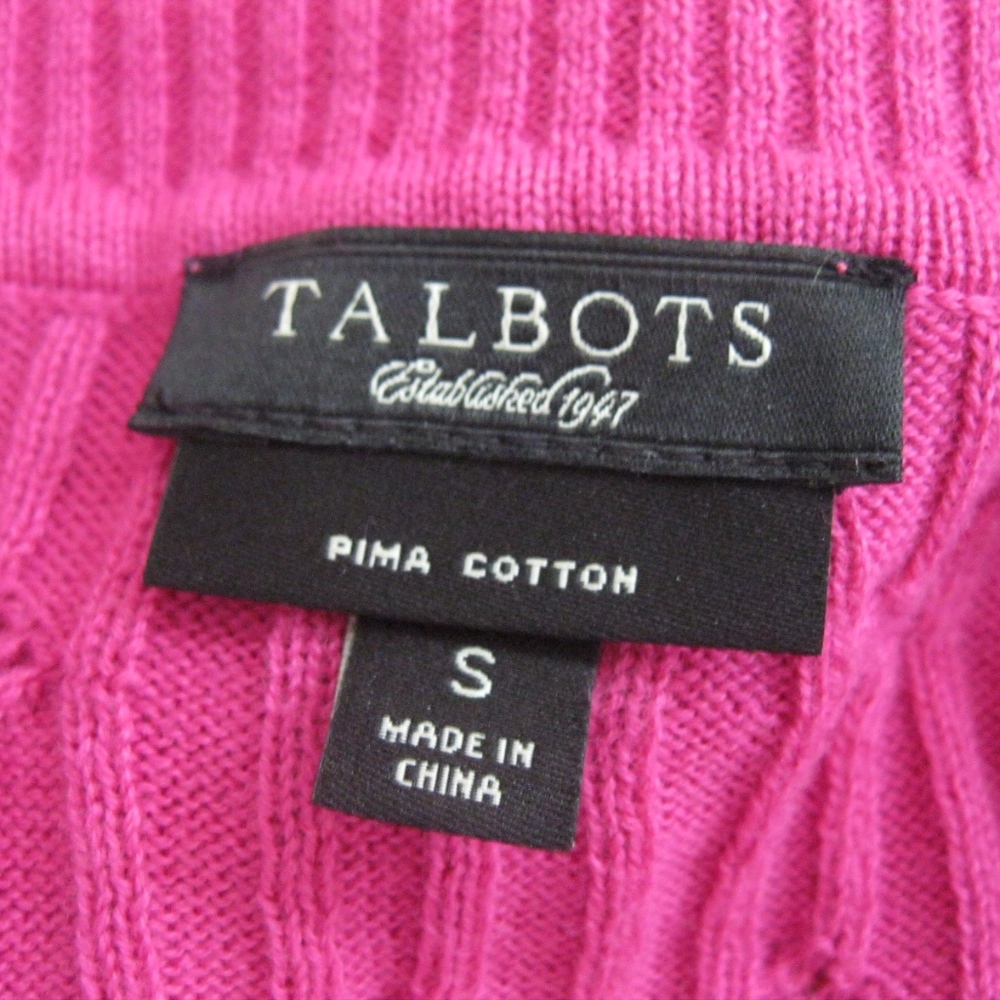 TALBOTS
Established 1947
PIMA COTTON
S
MADE IN
CHINA